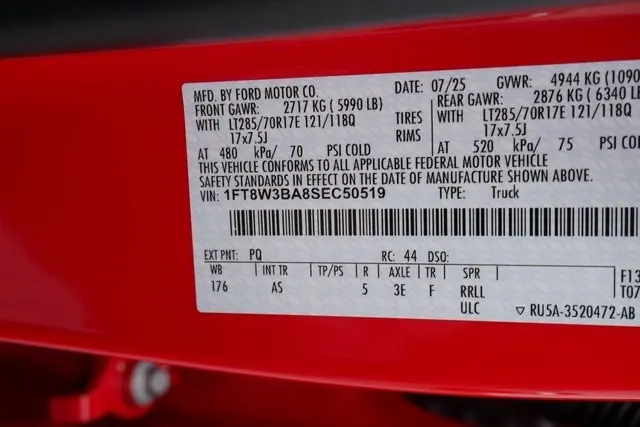 MFD. BY FORD MOTOR CO. DATE: 07/25 GVWR: 4944 KG (1090
FRONT GAWR: 2717 KG ( 5990 LB) REAR GAWR: 2876 KG ( 6340 LB
WITH LT285/70R17E 121/118Q TIRES LT285/70R17E 121/118Q
WITH 17x7.5J RIMS 17x7.5J
AT 480 kPa/ 70 PSI COLD AT 520 kPa/ 75 PSI COL
THIS VEHICLE CONFORMS TO ALL APPLICABLE FEDERAL MOTOR VEHICLE
SAFETY STANDARDS IN EFFECT ON THE DATE OF MANUFACTURE SHOWN ABOVE.
VIN: 1FT8W3BA8SEC50519 TYPE: Truck
EXT PNT: PQ RC: 44 DSO:
WB INT TR TP/PS R AXLE TR SPR F13
176 AS 5 3E F RRLL T07
ULC RU5A-3520472-AB